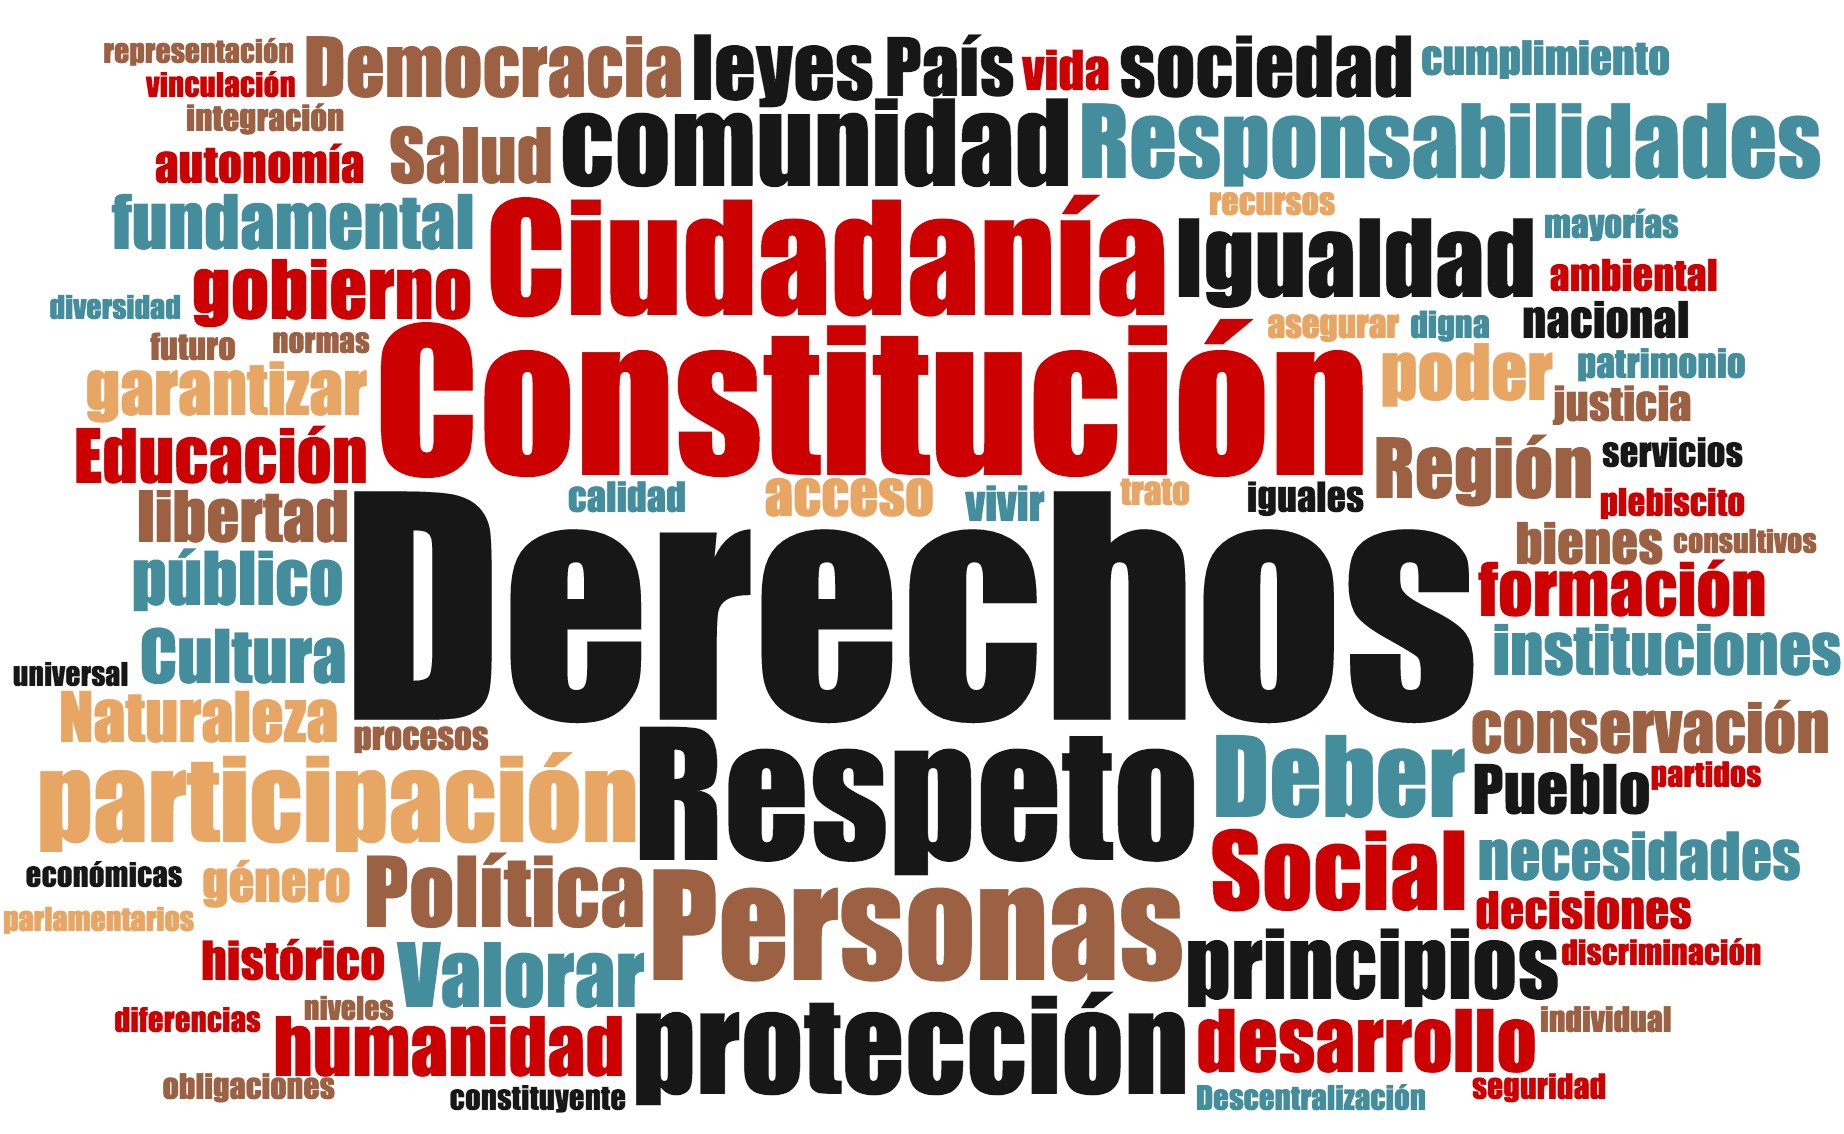 representación Democracia leyes País vida sociedad cumplimiento
vinculación
integración Salud comunidad Responsabilidades
autonomía
fundamental Ciudadanía recursos Igualdad mayorías
gobierno ambiental
diversidad asegurar digna nacional
futuro normas Constitución poder patrimonio
garantizar justicia
Educación Región servicios
libertad calidad acceso vivir trato iguales plebiscito
bienes consultivos
público Derechos formación
Cultura instituciones
universal
Naturaleza procesos conservación
participación Respeto Deber Pueblo partidos
económicas género Política Personas Social necesidades
parlamentarios decisiones
histórico Valorar principios discriminación
diferencias niveles humanidad protección desarrollo individual
obligaciones constituyente Descentralización seguridad